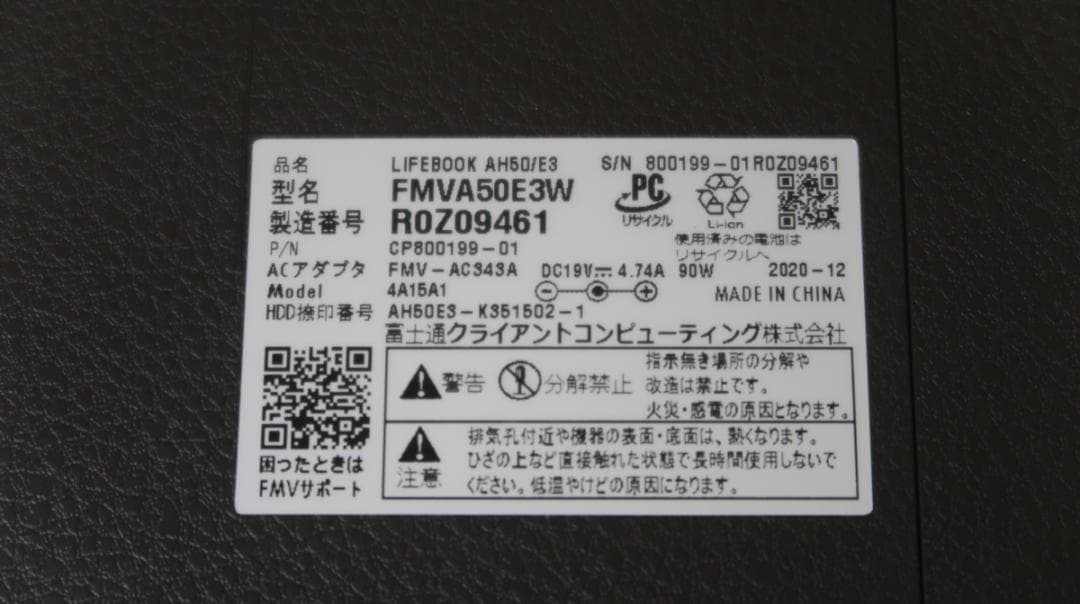 品名 LIFEBOOK AH50/E3 S/N 800199-01R0Z09461
型名 FMVA50E3W
製造番号 R0Z09461
PC
リサイクル
Li-ion
使用済みの電池は
リサイクルへ
P/N CP800199-01
ACアダプタ FMV-AC343A DC19V⎓ 4.74A 90W 2020-12
Model 4A15A1
MADE IN CHINA
HDD捺印番号 AH50E3-K351502-1
富士通クライアントコンピューティング株式会社
警告 分解禁止
指示無き場所の分解や
改造は禁止です。
火災・感電の原因となります。
注意
排気孔付近や機器の表面・底面は、熱くなります。
ひざの上など直接触れた状態で長時間使用しないで
ください。低温やけどの原因になります。
困ったときは
FMVサポート